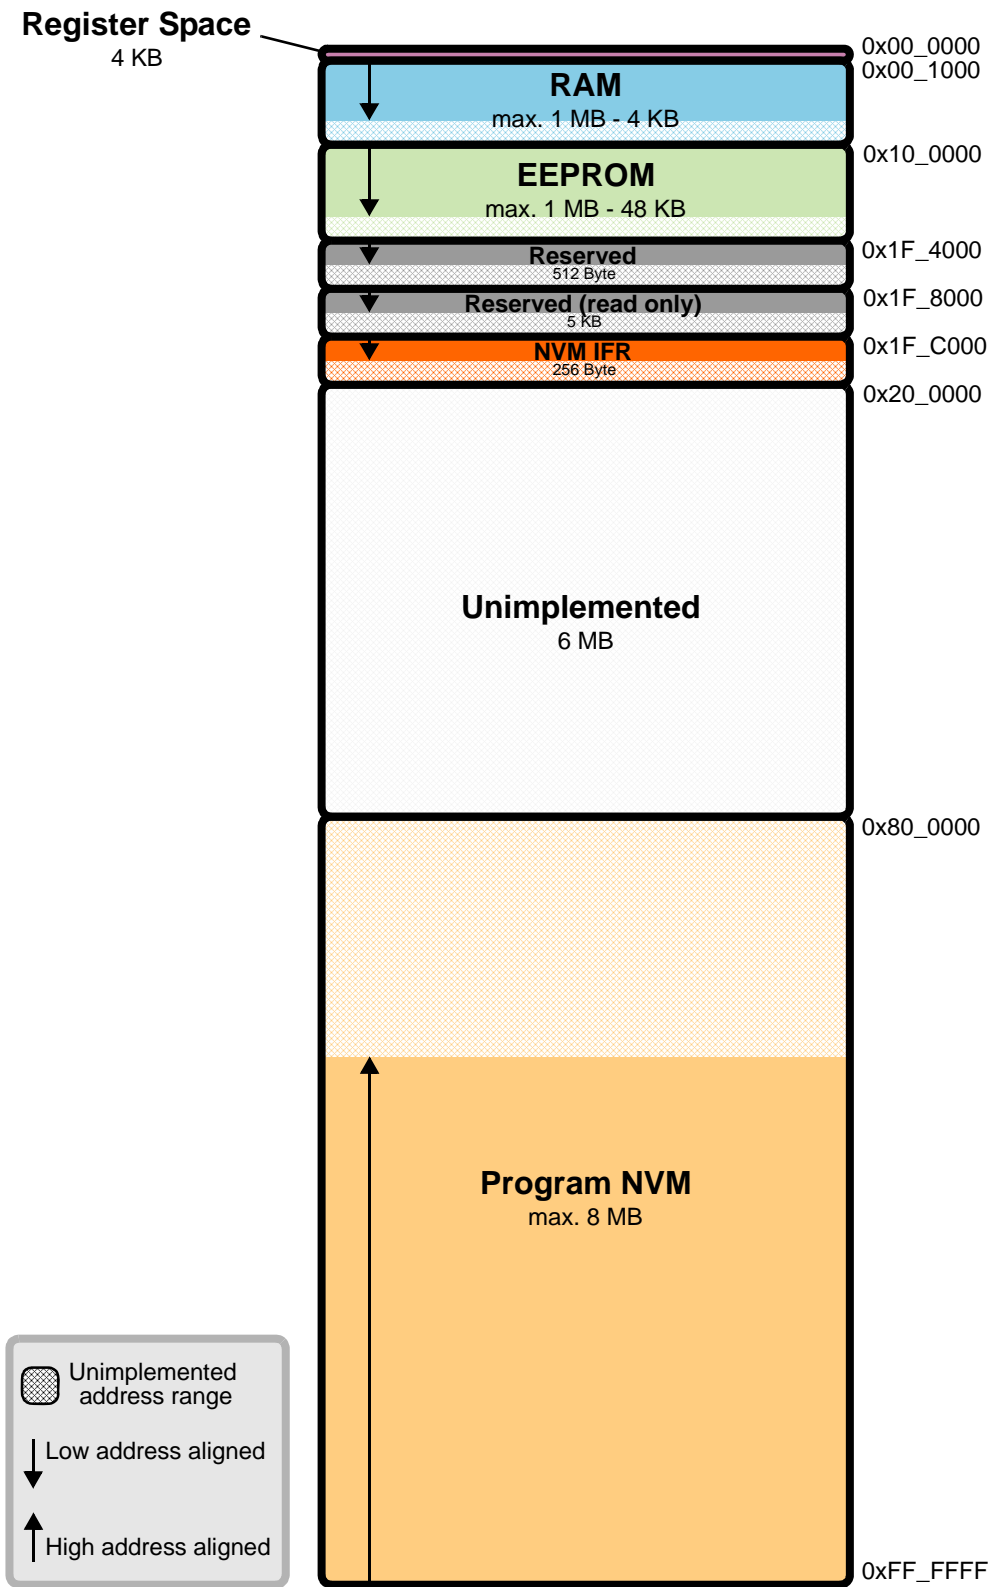 Register Space
4 KB
0x00_0000
0x00_1000
RAM
max. 1 MB - 4 KB
0x10_0000
EEPROM
max. 1 MB - 48 KB
0x1F_4000
Reserved
512 Byte
0x1F_8000
Reserved (read only)
5 KB
0x1F_C000
NVM IFR
256 Byte
0x20_0000
Unimplemented
6 MB
0x80_0000
Program NVM
max. 8 MB
Unimplemented
address range
Low address aligned
High address aligned
0xFF_FFFF